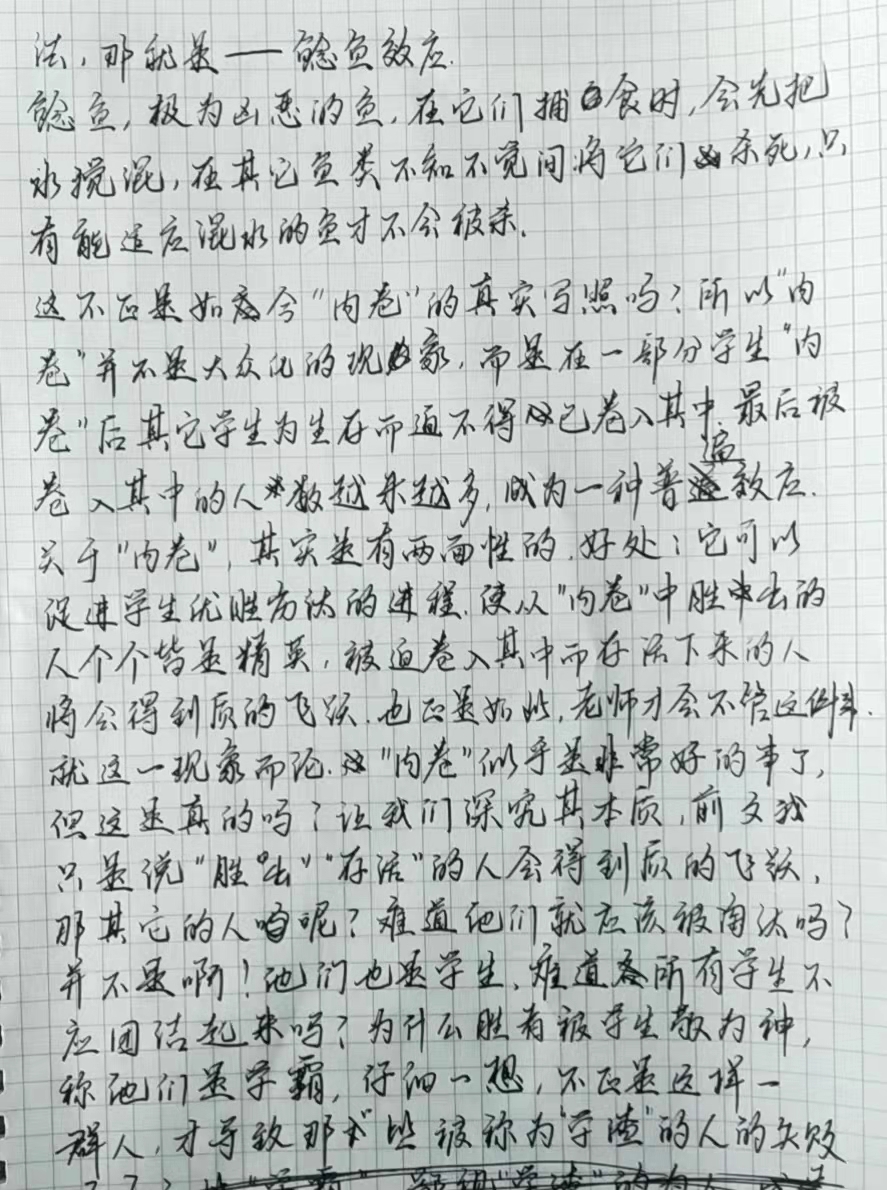 法，那就是——鲶鱼效应.
鲶鱼，极为凶恶的鱼，在它们捕食时，会先把
水搅混，在其它鱼类不知不觉间将它们杀死，只
有能适应混水的鱼才不会被杀.
这不正是如今"内卷"的真实写照吗？所以"内
卷"并不是大众化的现象，而是在一部分学生"内
卷"后其它学生为生存而迫不得已卷入其中.最后被
卷入其中的人数越来越多，成为一种普遍效应.
关于"内卷"，其实是有两面性的.好处：它可以
促进学生优胜劣汰的进程.使从"内卷"中胜出的
人个个皆是精英，被迫卷入其中而存活下来的人
将会得到质的飞跃.也正是如此，老师才会不管这件事.
就这一现象而论."内卷"似乎是非常好的事了，
但这是真的吗？让我们深究其本质，前文我
只是说"胜出""存活"的人会得到质的飞跃，
那其它的人呢？难道他们就应该被淘汰吗？
并不是啊！他们也是学生，难道所有学生不
应团结起来吗？为什么胜者被学生敬为神，
称他们是学霸，仔细一想，不正是这样一
群人，才导致那些被称为"学渣"的人的失败